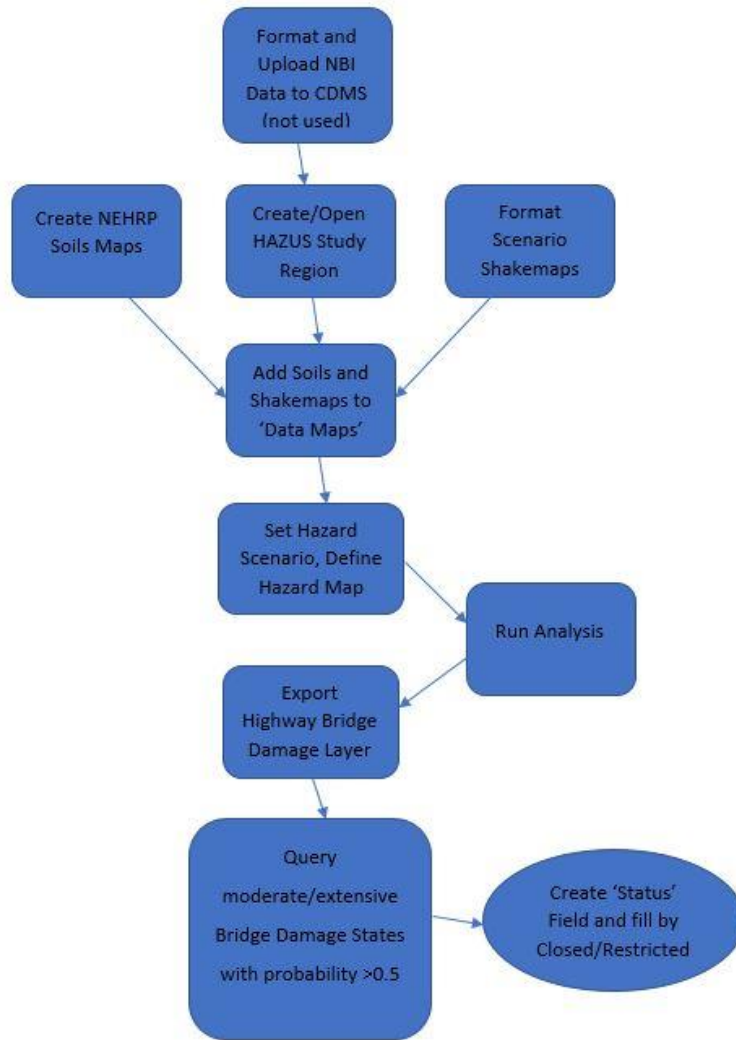 Format and
Upload NBI
Data to CDMS
(not used)
Create NEHRP
Soils Maps
Create/Open
HAZUS Study
Region
Format
Scenario
Shakemaps
Add Soils and
Shakemaps to
‘Data Maps’
Set Hazard
Scenario, Define
Hazard Map
Run Analysis
Export
Highway Bridge
Damage Layer
Query
moderate/extensive
Bridge Damage States
with probability >0.5
Create ‘Status’
Field and fill by
Closed/Restricted